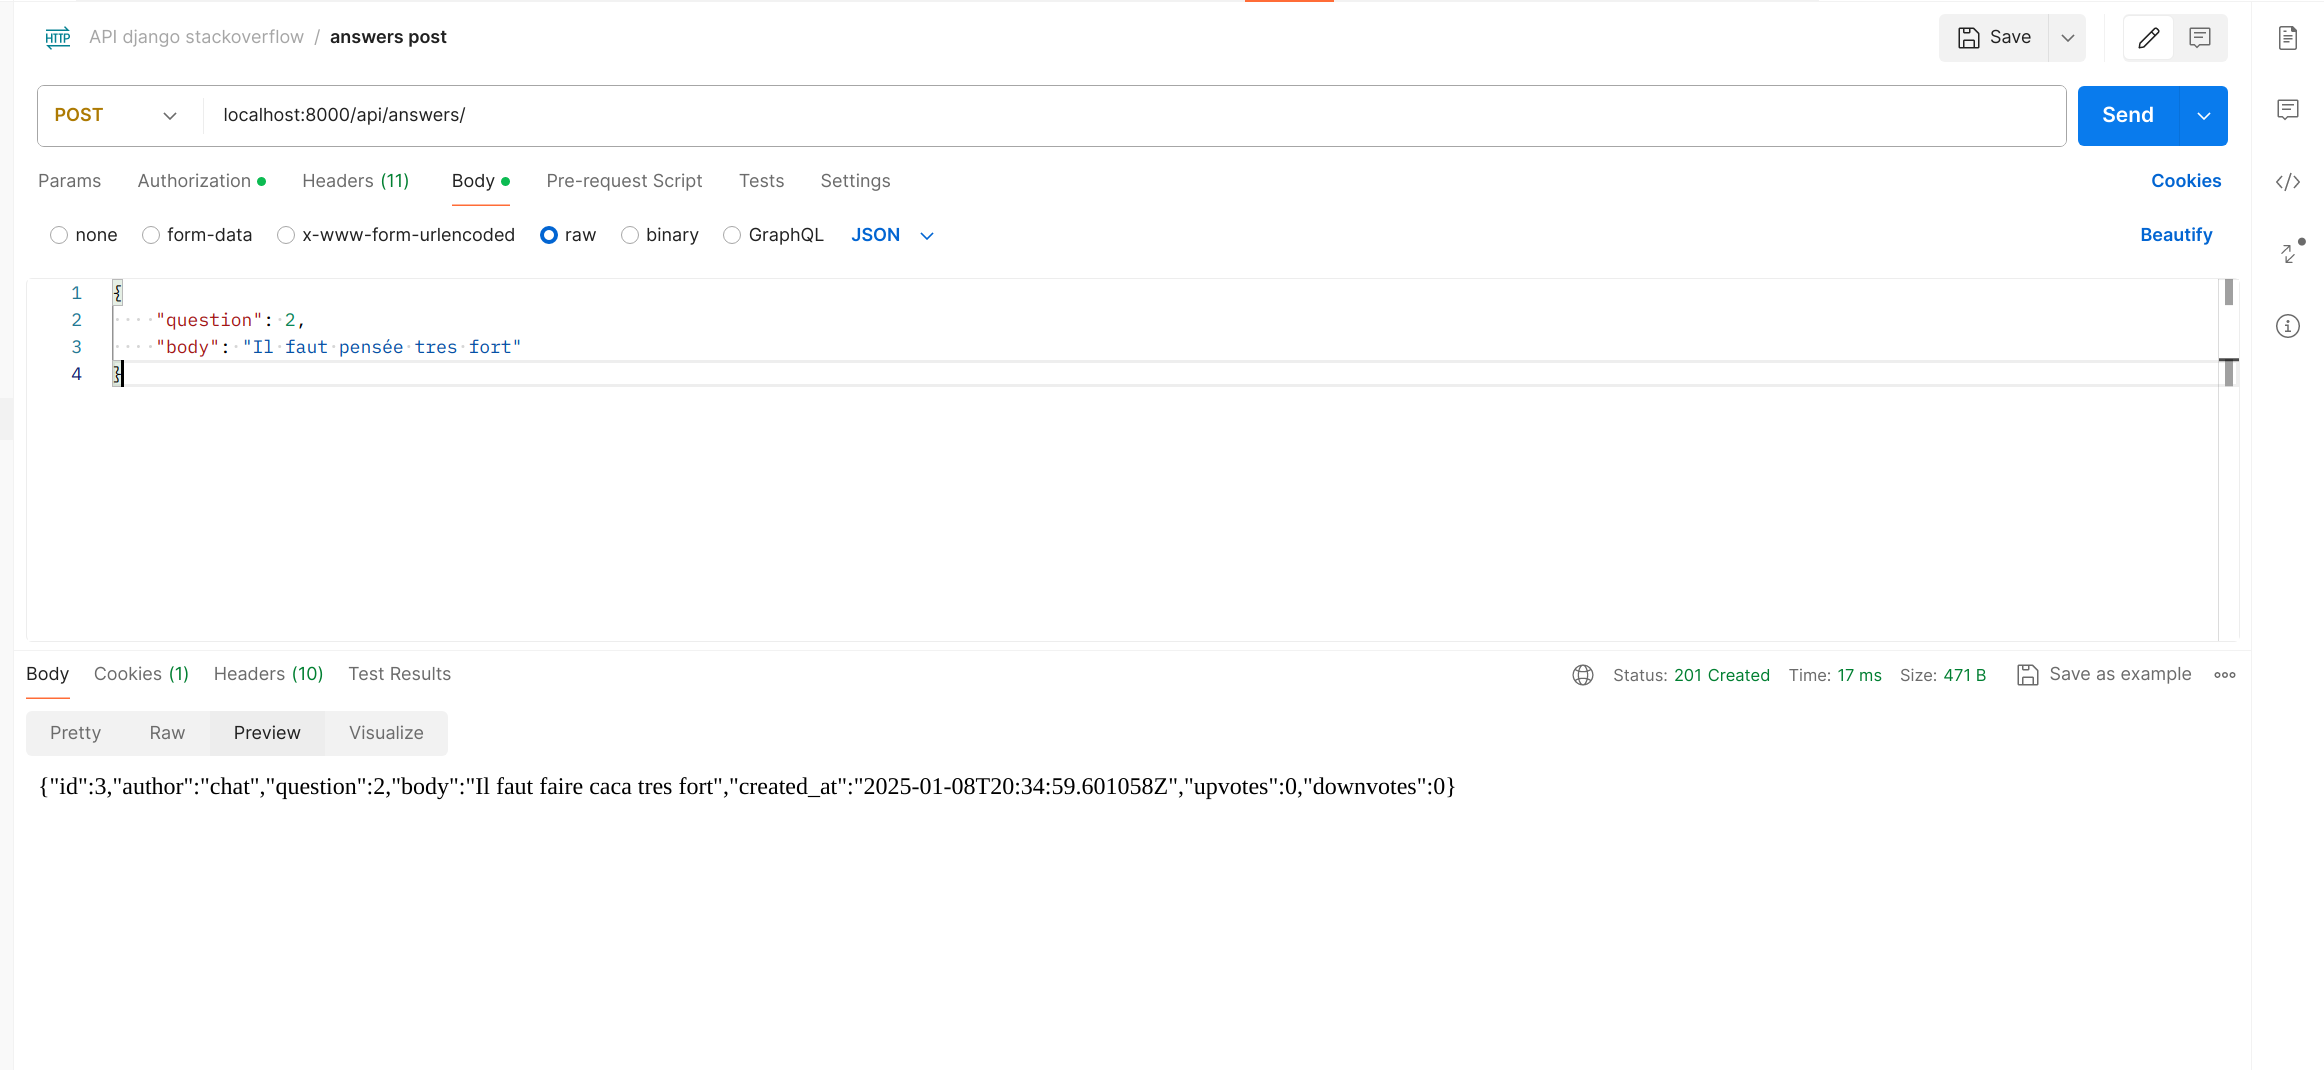 HTTP API django stackoverflow / answers post
Save
POST localhost:8000/api/answers/ Send
Params Authorization Headers (11) Body Pre-request Script Tests Settings Cookies
none form-data x-www-form-urlencoded raw binary GraphQL JSON Beautify
1 {
2 "question": 2,
3 "body": "Il faut pensée tres fort"
4 }
Body Cookies (1) Headers (10) Test Results Status: 201 Created Time: 17 ms Size: 471 B Save as example
Pretty Raw Preview Visualize
{"id":3,"author":"chat","question":2,"body":"Il faut faire caca tres fort","created_at":"2025-01-08T20:34:59.601058Z","upvotes":0,"downvotes":0}